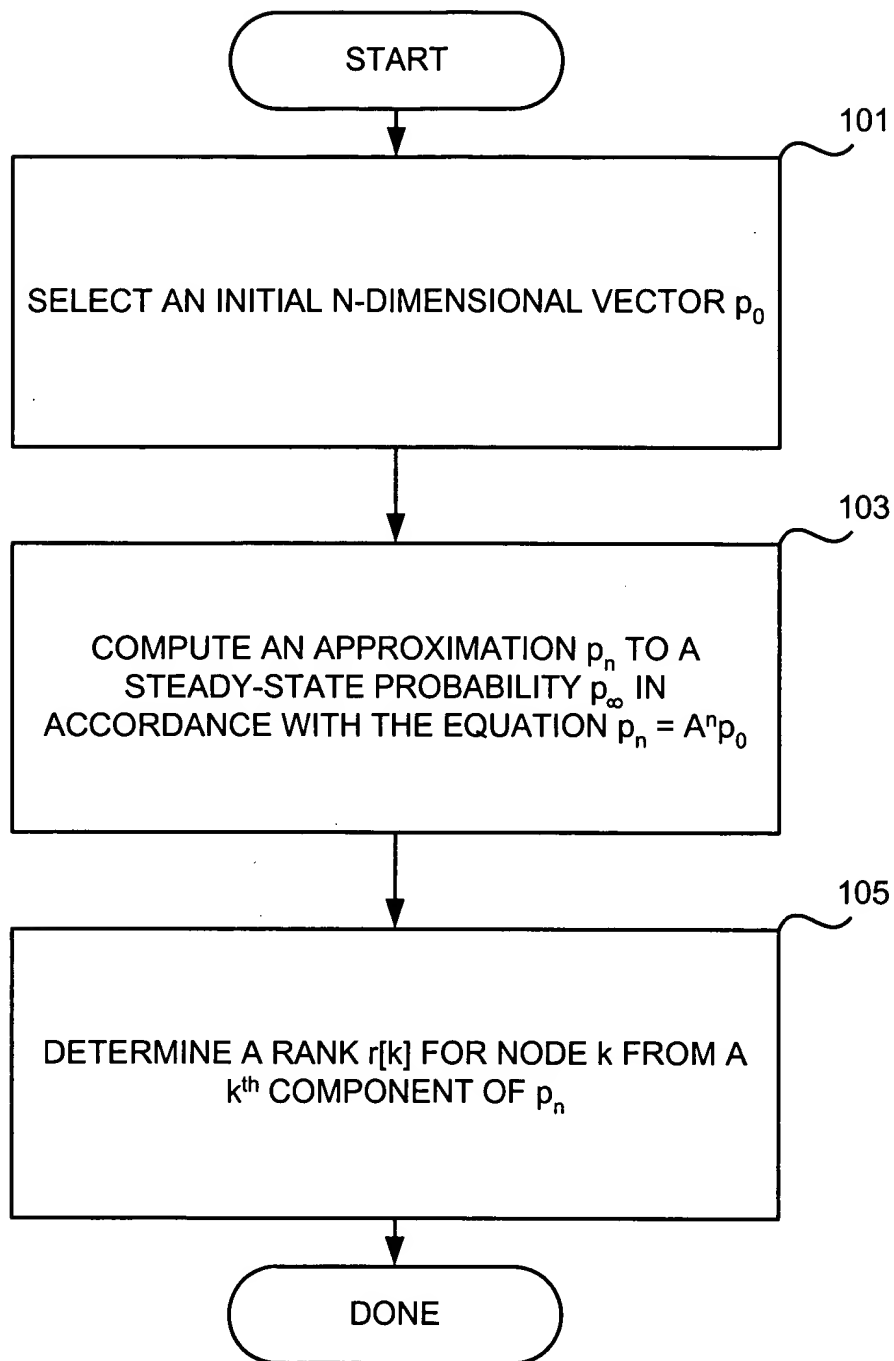 START
101
SELECT AN INITIAL N-DIMENSIONAL VECTOR p₀
103
COMPUTE AN APPROXIMATION pₙ TO A
STEADY-STATE PROBABILITY p∞ IN
ACCORDANCE WITH THE EQUATION pₙ = Aⁿp₀
105
DETERMINE A RANK r[k] FOR NODE k FROM A
kᵗʰ COMPONENT OF pₙ
DONE